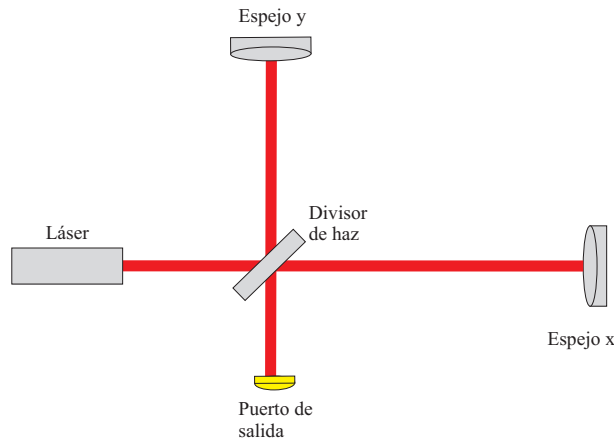 Espejo y
Divisor
de haz
Láser
Espejo x
Puerto de
salida